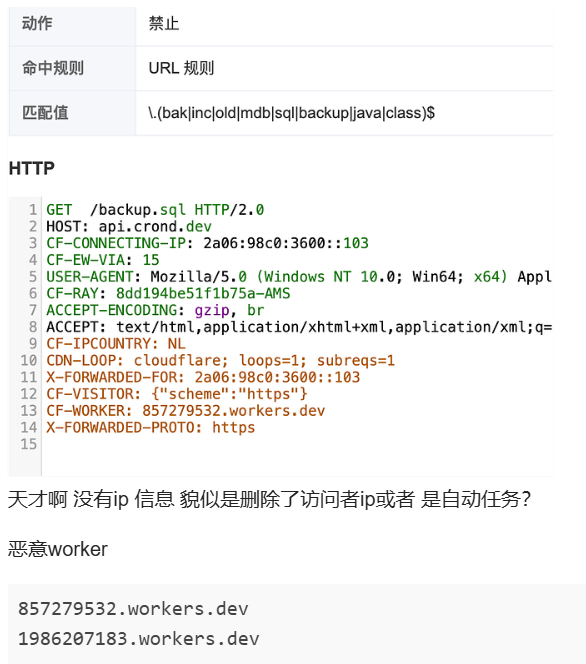 动作 禁止
命中规则 URL 规则
匹配值 \.(bak|inc|old|mdb|sql|backup|java|class)$
HTTP
1 GET /backup.sql HTTP/2.0
2 HOST: api.crond.dev
3 CF-CONNECTING-IP: 2a06:98c0:3600::103
4 CF-EW-VIA: 15
5 USER-AGENT: Mozilla/5.0 (Windows NT 10.0; Win64; x64) Appl
6 CF-RAY: 8dd194be51f1b75a-AMS
7 ACCEPT-ENCODING: gzip, br
8 ACCEPT: text/html,application/xhtml+xml,application/xml;q=
9 CF-IPCOUNTRY: NL
10 CDN-LOOP: cloudflare; loops=1; subreqs=1
11 X-FORWARDED-FOR: 2a06:98c0:3600::103
12 CF-VISITOR: {"scheme":"https"}
13 CF-WORKER: 857279532.workers.dev
14 X-FORWARDED-PROTO: https
15
天才啊 没有ip 信息 貌似是删除了访问者ip或者 是自动任务?
恶意worker
857279532.workers.dev
1986207183.workers.dev